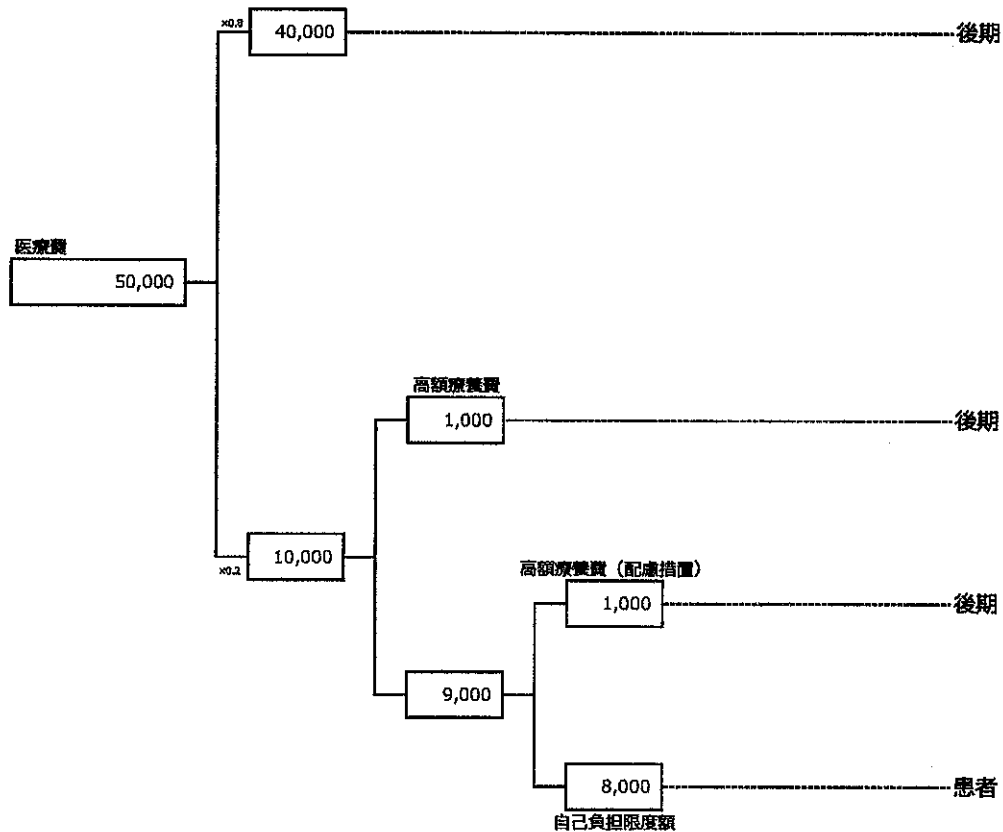 ×0.8
40,000
後期
医療費
50,000
高額療養費
1,000
後期
×0.2
10,000
高額療養費（配慮措置）
1,000
後期
9,000
8,000
患者
自己負担限度額